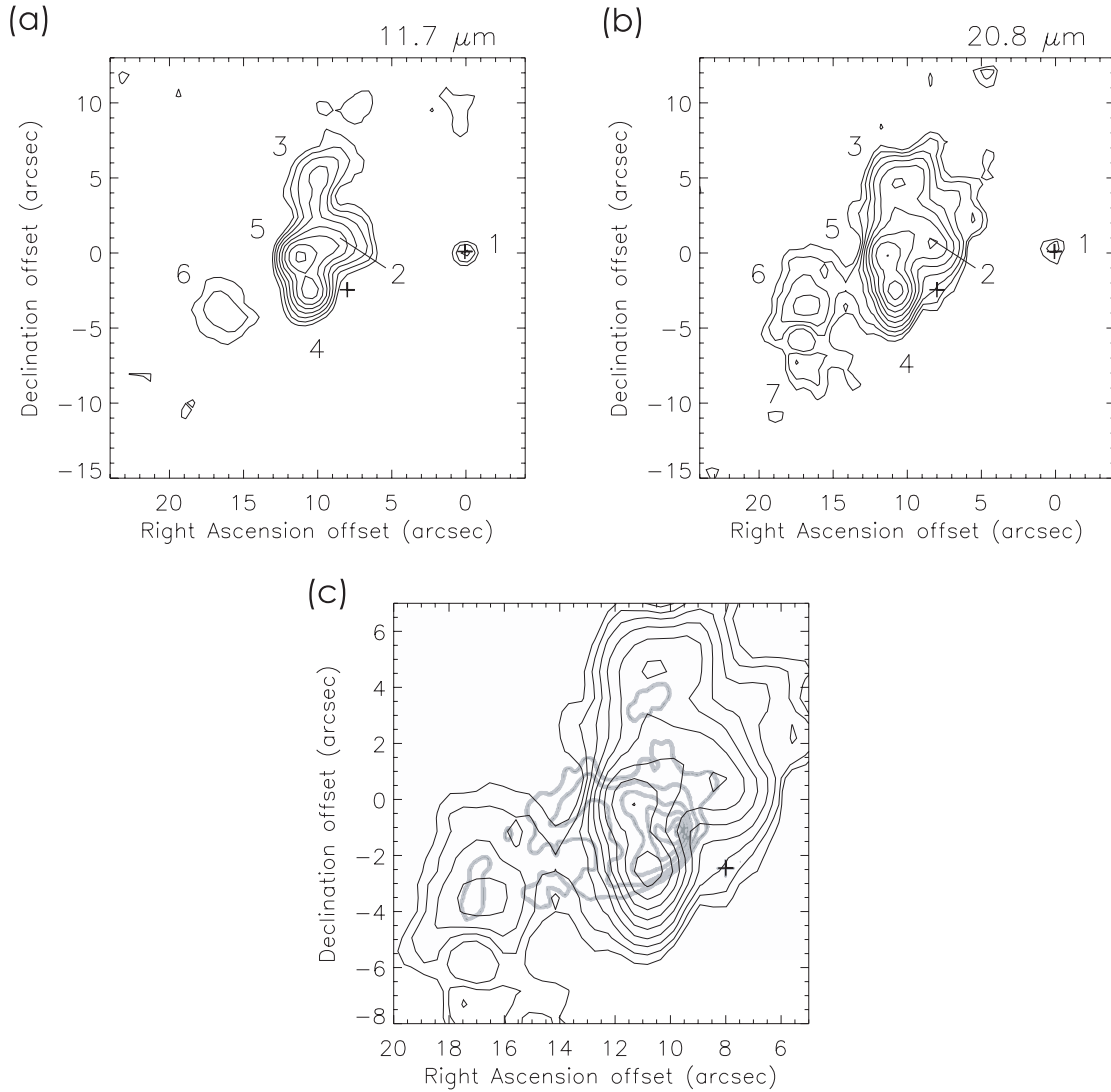 (a)
11.7 μm
3
5
1
6
2
4
10
5
0
−5
−10
−15
20 15 10 5 0
Declination offset (arcsec)
Right Ascension offset (arcsec)
(b)
20.8 μm
3
5
1
6
2
4
7
10
5
0
−5
−10
−15
20 15 10 5 0
Declination offset (arcsec)
Right Ascension offset (arcsec)
(c)
6
4
2
0
−2
−4
−6
−8
20 18 16 14 12 10 8 6
Declination offset (arcsec)
Right Ascension offset (arcsec)